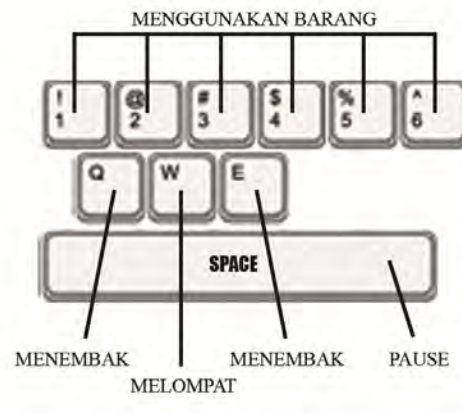 MENGGUNAKAN BARANG
! @ # $ % ^
1 2 3 4 5 6
Q W E
SPACE
MENEMBAK MENEMBAK PAUSE
MELOMPAT